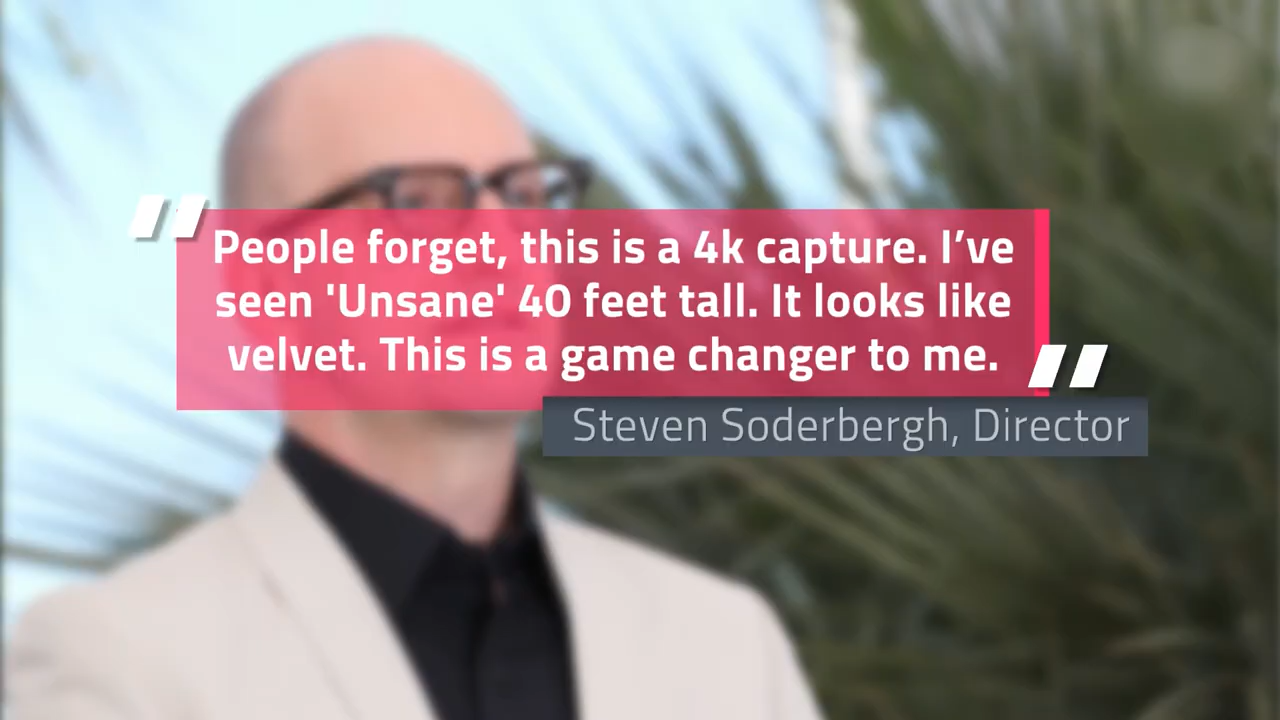 People forget, this is a 4k capture. I’ve
seen 'Unsane' 40 feet tall. It looks like
velvet. This is a game changer to me.
Steven Soderbergh, Director